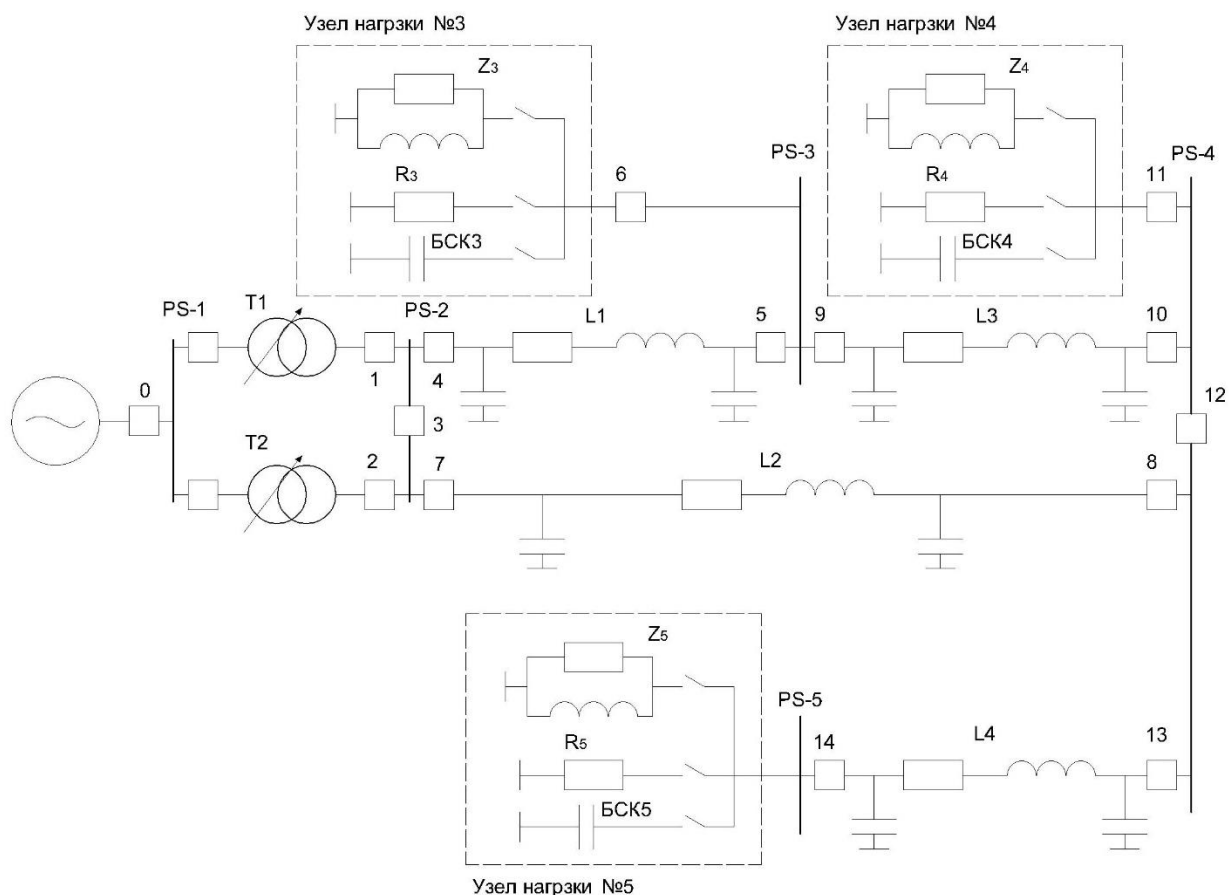 Узел нагрзки №3
Узел нагрзки №4
Z3
Z4
PS-3
PS-4
R3
6
R4
11
БСК3
БСК4
PS-1
T1
PS-2
L1
5
9
L3
10
0
1
4
12
3
T2
2
7
L2
8
Z5
PS-5
R5
14
L4
13
БСК5
Узел нагрзки №5